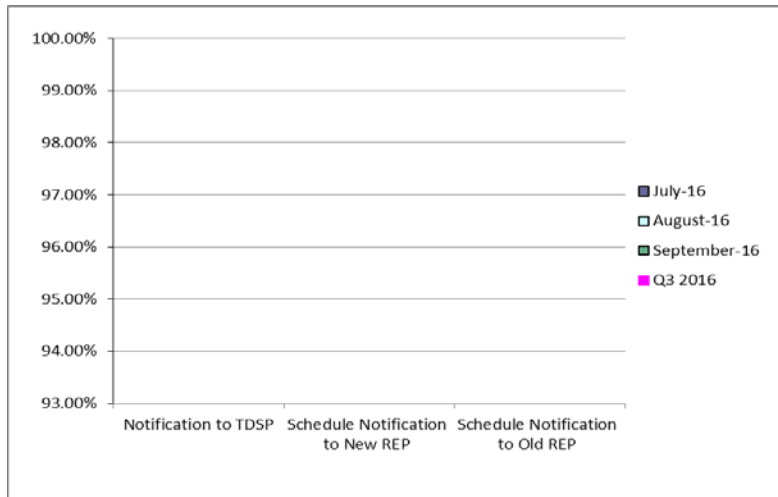 100.00%
99.00%
98.00%
97.00%
96.00%
95.00%
94.00%
93.00%
Notification to TDSP
Schedule Notification
to New REP
Schedule Notification
to Old REP
July-16
August-16
September-16
Q3 2016